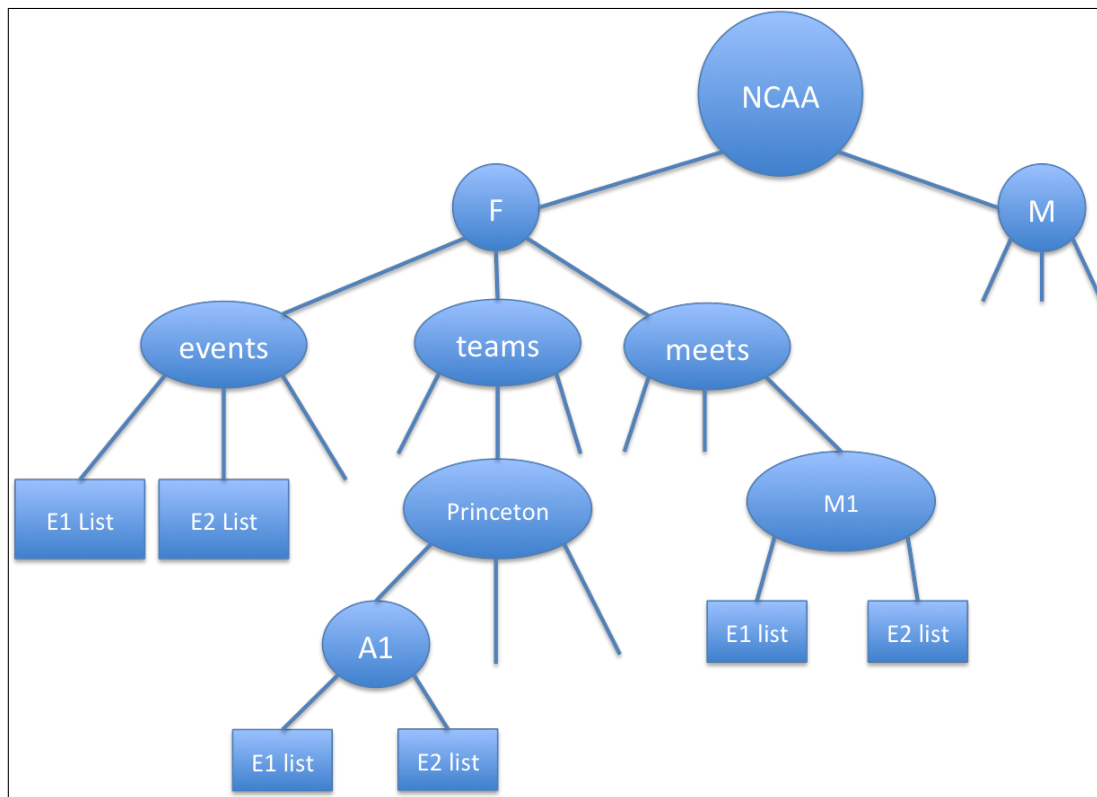 NCAA
F
M
events
teams
meets
E1 List
E2 List
Princeton
M1
A1
E1 list
E2 list
E1 list
E2 list